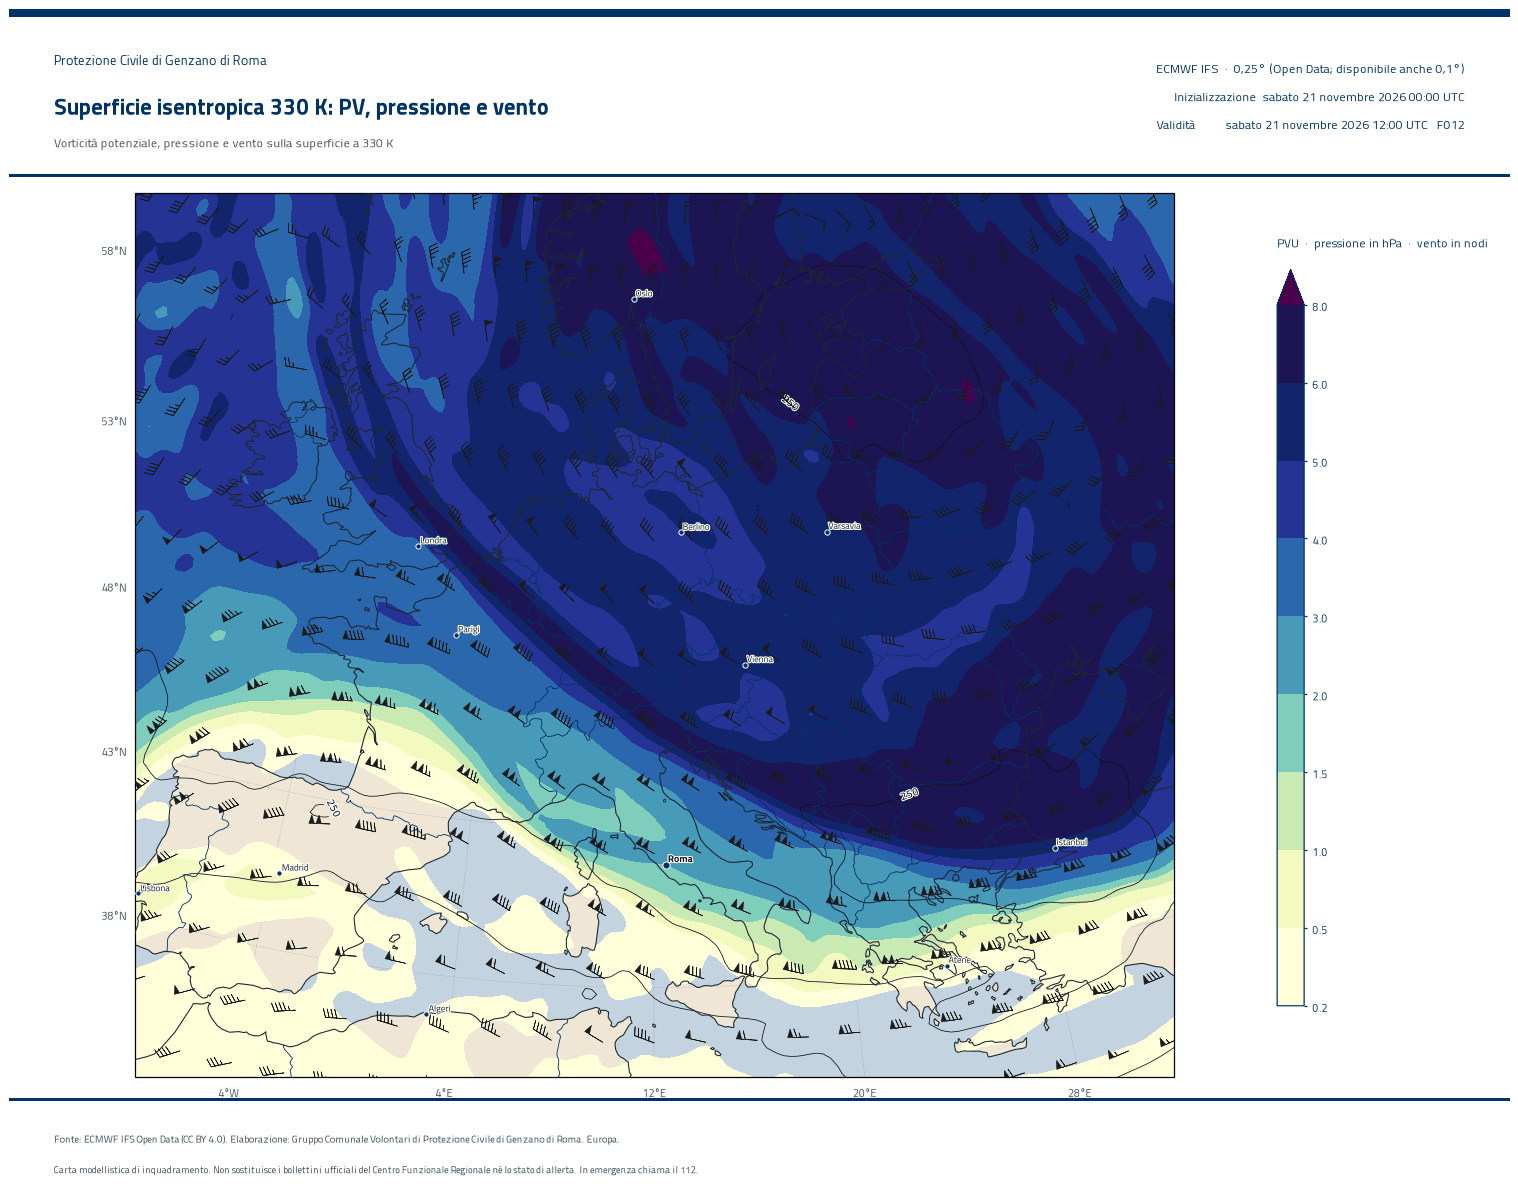 Protezione Civile di Genzano di Roma
Superficie isentropica 330 K: PV, pressione e vento
Vorticità potenziale, pressione e vento sulla superficie a 330 K
ECMWF IFS · 0,25° (Open Data; disponibile anche 0,1°)
Inizializzazione sabato 21 novembre 2026 00:00 UTC
Validità sabato 21 novembre 2026 12:00 UTC F012
PVU · pressione in hPa · vento in nodi
8.0
6.0
5.0
4.0
3.0
2.0
1.5
1.0
0.5
0.2
58°N
53°N
48°N
43°N
38°N
Oslo
Berlino
Varsavia
Londra
Parigi
Vienna
250
250
Istanbul
Roma
Madrid
Lisbona
Atene
Algeri
4°W
4°E
12°E
20°E
28°E
Fonte: ECMWF IFS Open Data (CC BY 4.0). Elaborazione: Gruppo Comunale Volontari di Protezione Civile di Genzano di Roma. Europa.
Carta modellistica di inquadramento. Non sostituisce i bollettini ufficiali del Centro Funzionale Regionale né lo stato di allerta. In emergenza chiama il 112.